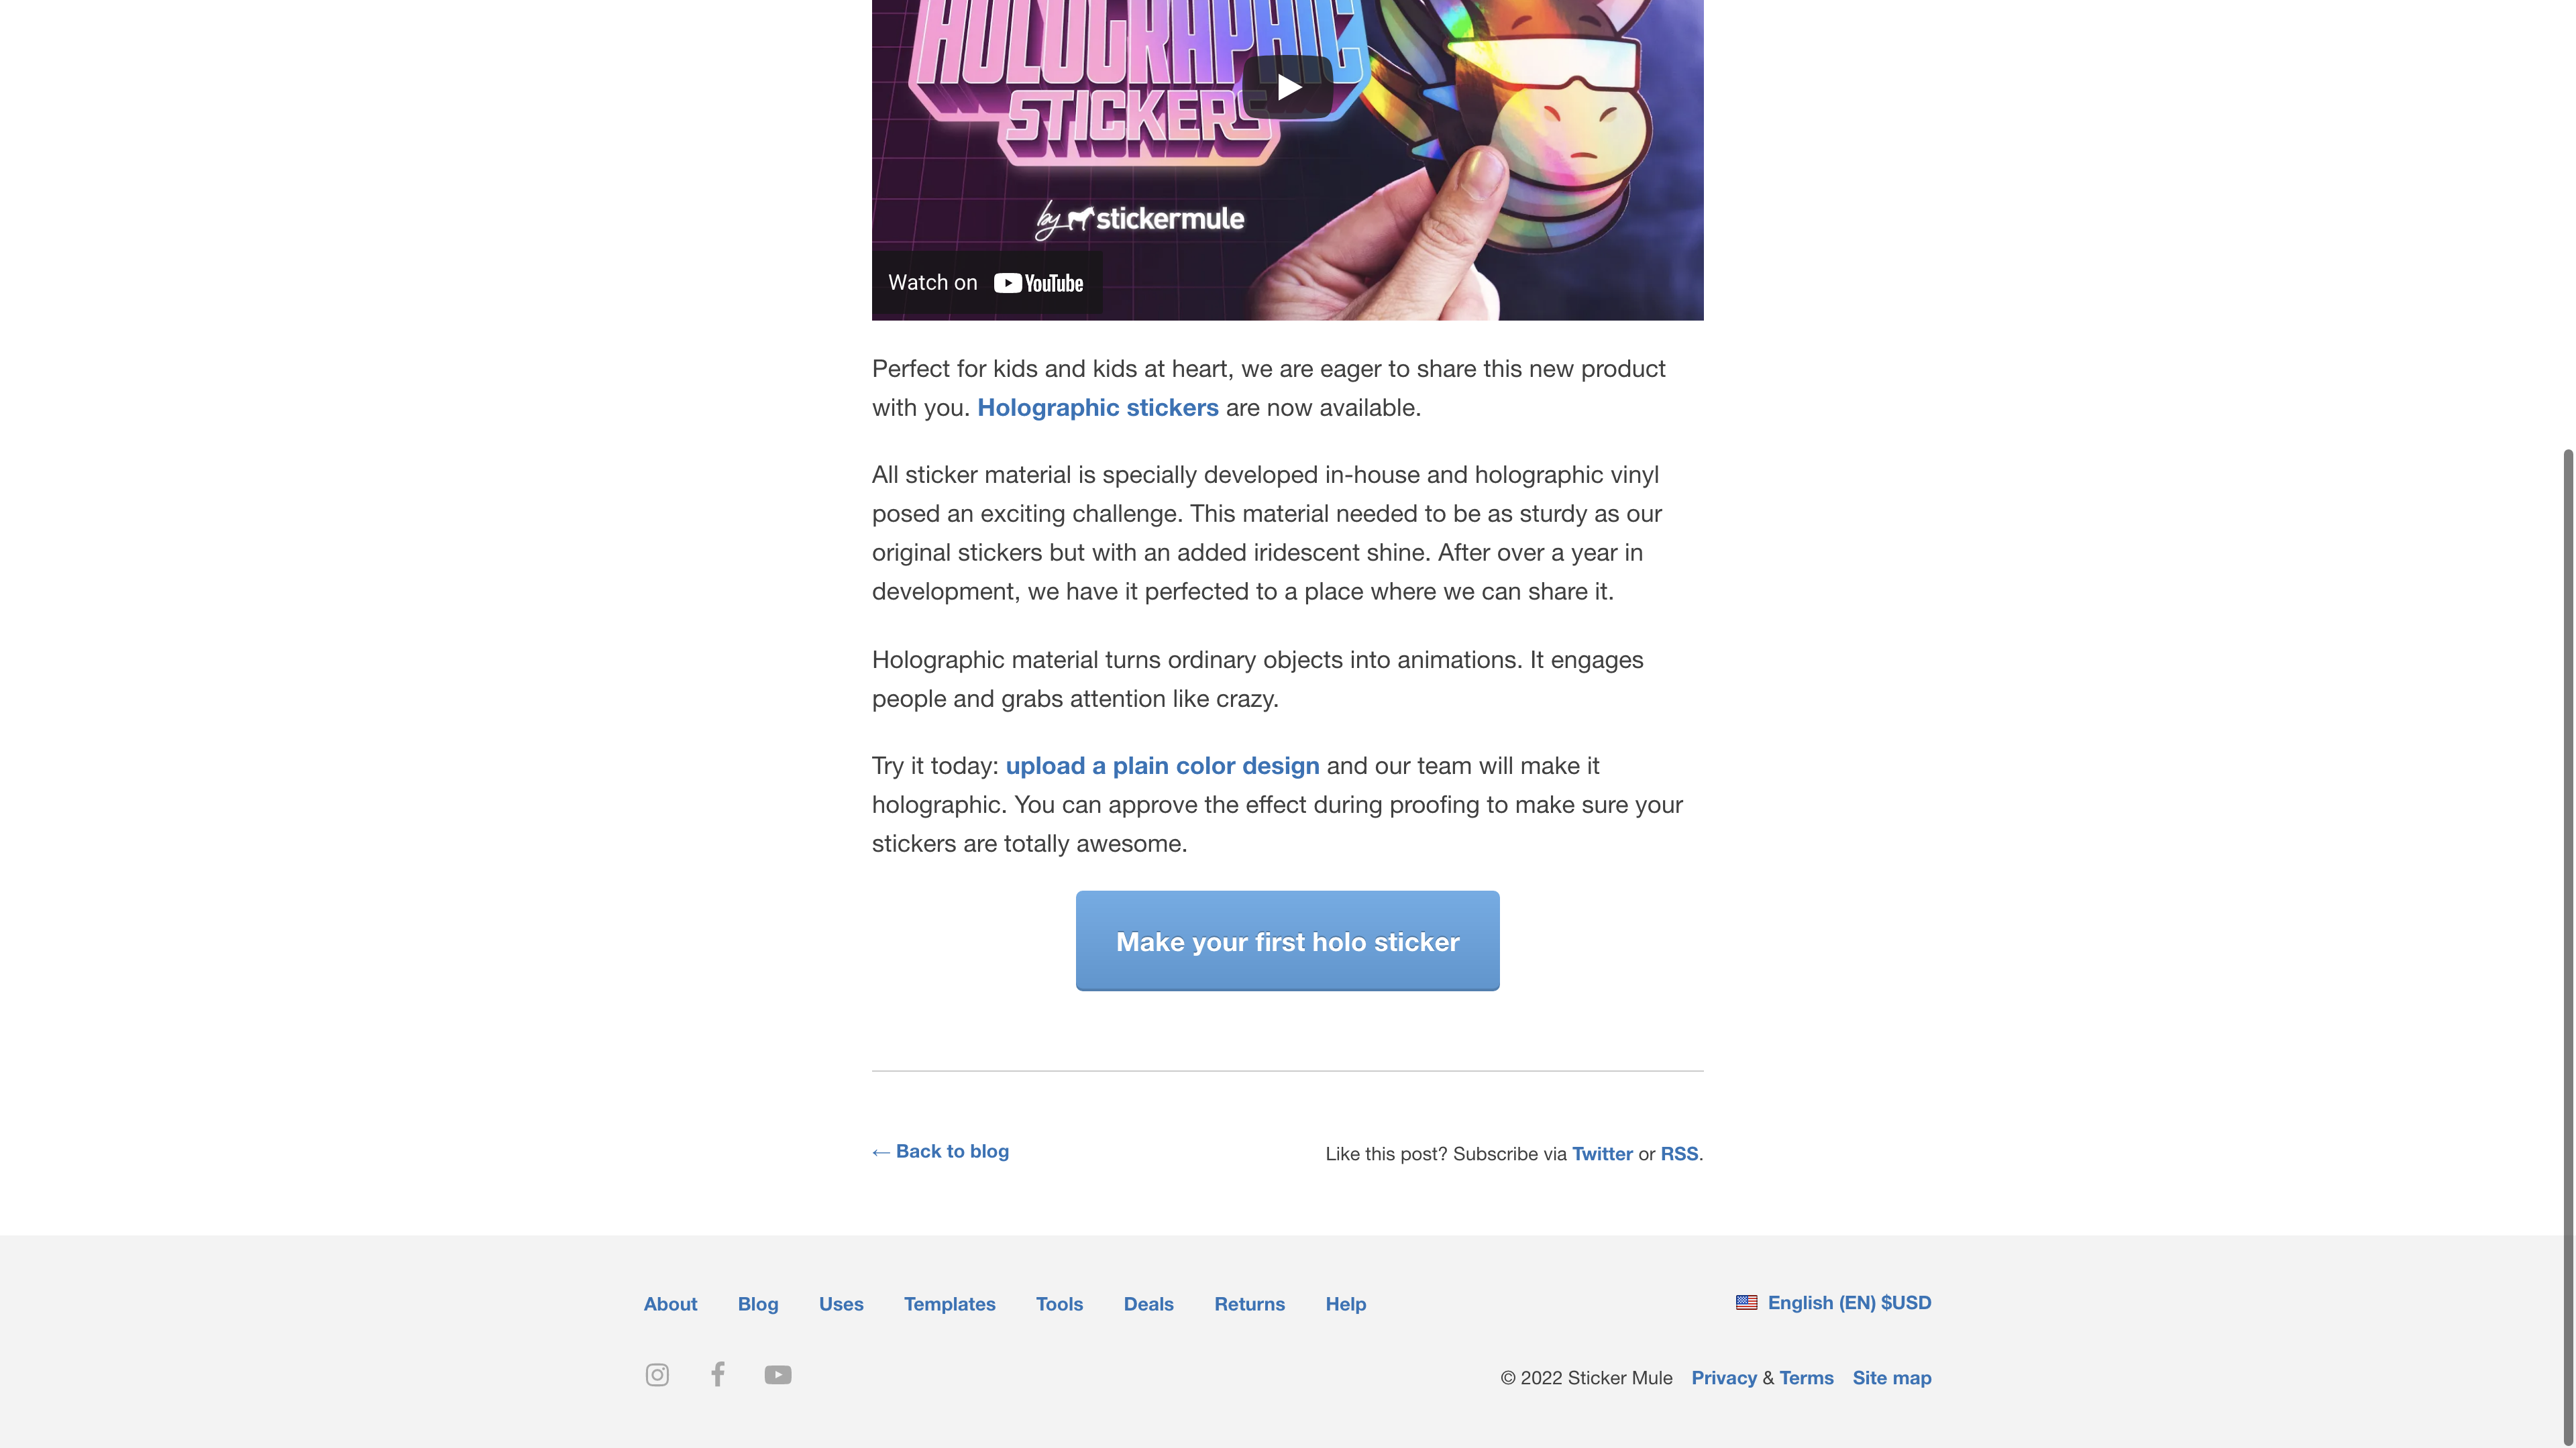 HOLOGRAPHIC
STICKERS
by stickermule
Watch on YouTube
Perfect for kids and kids at heart, we are eager to share this new product
with you. Holographic stickers are now available.
All sticker material is specially developed in-house and holographic vinyl
posed an exciting challenge. This material needed to be as sturdy as our
original stickers but with an added iridescent shine. After over a year in
development, we have it perfected to a place where we can share it.
Holographic material turns ordinary objects into animations. It engages
people and grabs attention like crazy.
Try it today: upload a plain color design and our team will make it
holographic. You can approve the effect during proofing to make sure your
stickers are totally awesome.
Make your first holo sticker
← Back to blog
Like this post? Subscribe via Twitter or RSS.
About Blog Uses Templates Tools Deals Returns Help
English (EN) $USD
© 2022 Sticker Mule Privacy & Terms Site map